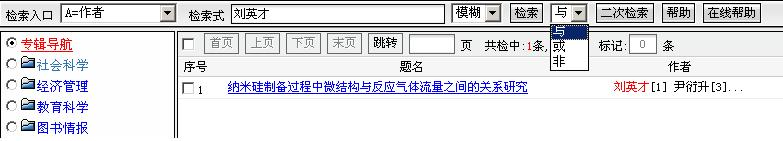 检索入口 A=作者 检索式 刘英才 模糊 检索 与 二次检索 帮助 在线帮助
与
或
非
专辑导航
首页 上页 下页 末页 跳转 页 共检中:1条, 标记: 0 条
社会科学
序号 题名 作者
经济管理
1 纳米硅制备过程中微结构与反应气体流量之间的关系研究 刘英才[1] 尹衍升[3]...
教育科学
图书情报